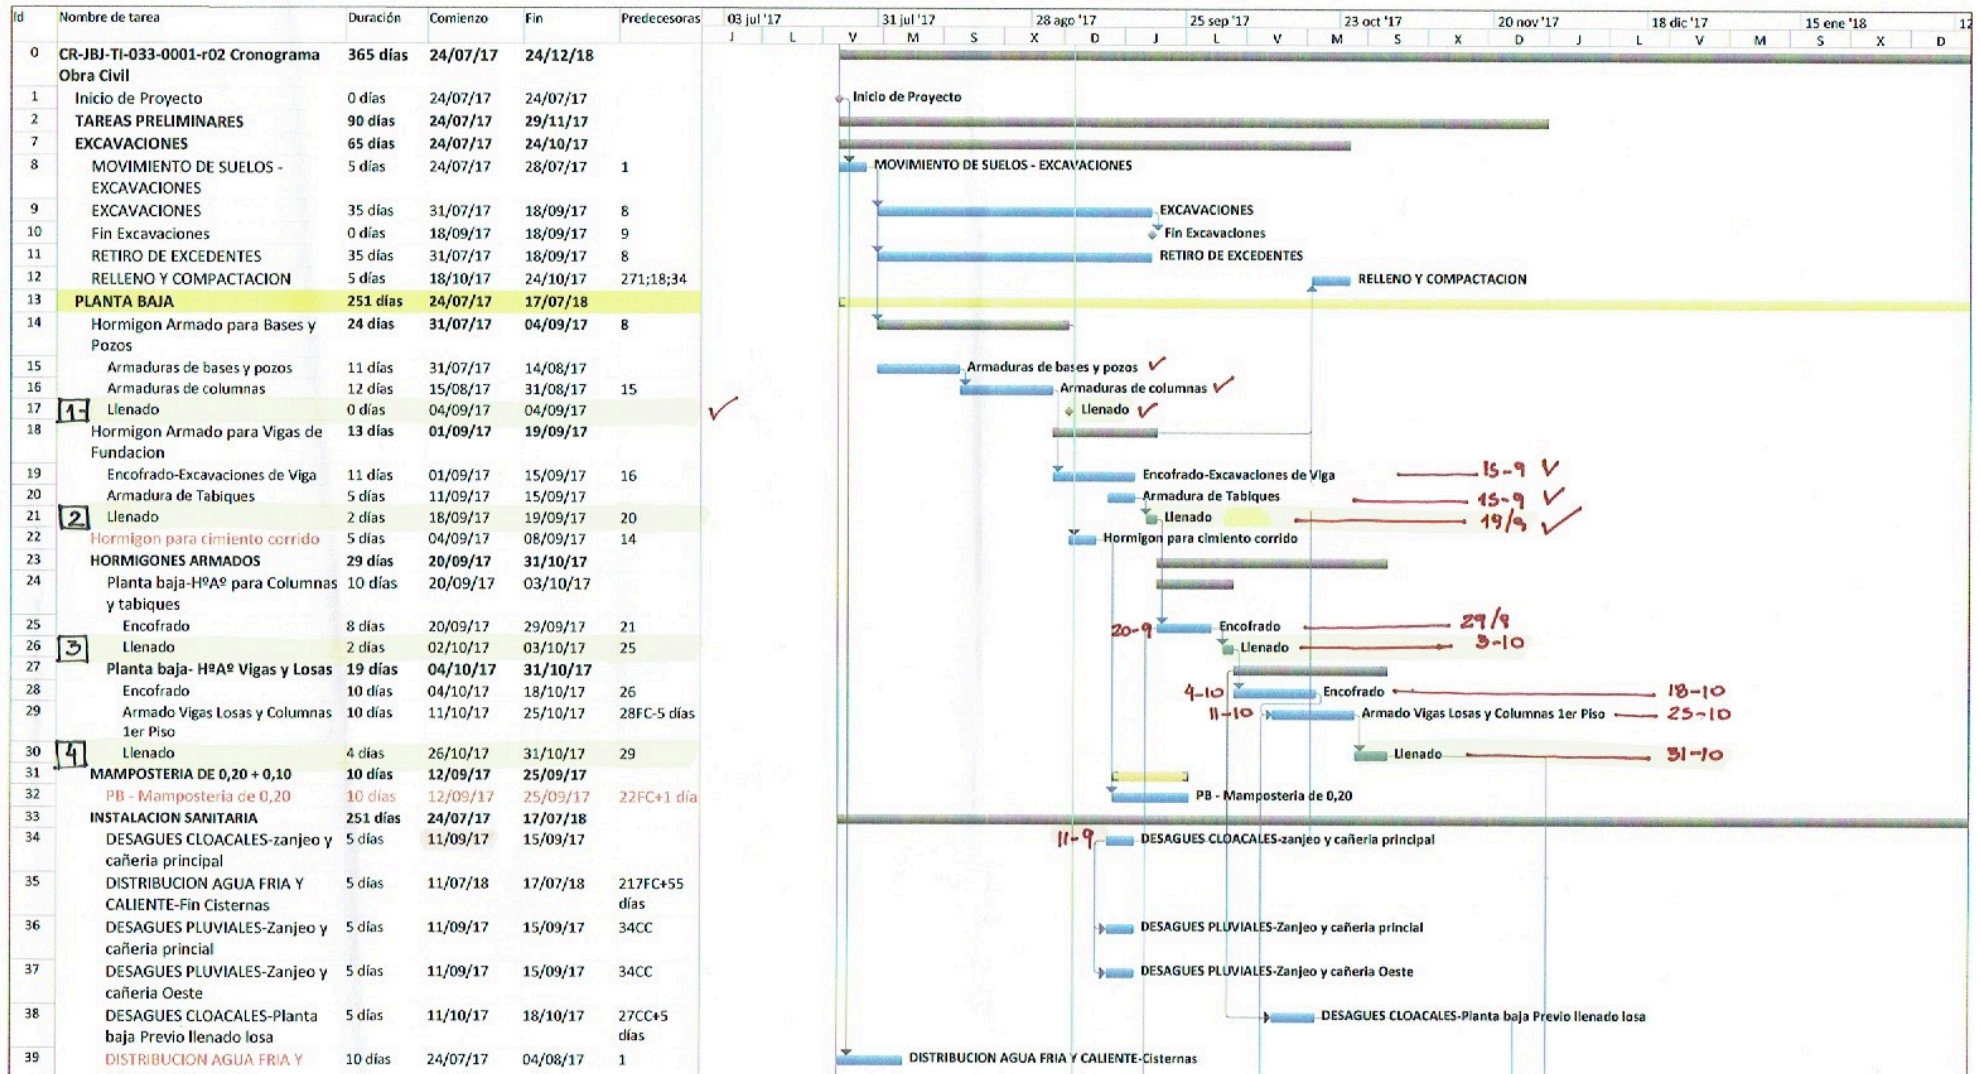 Id Nombre de tarea Duración Comienzo Fin Predecesoras 03 jul '17 31 jul '17 28 ago '17 25 sep '17 23 oct '17 20 nov '17 18 dic '17 15 ene '18 12
J L V M S X D J L V M S X D J L V M S X D
0 CR-JBJ-TI-033-0001-r02 Cronograma 365 días 24/07/17 24/12/18
Obra Civil
1 Inicio de Proyecto 0 días 24/07/17 24/07/17 Inicio de Proyecto
2 TAREAS PRELIMINARES 90 días 24/07/17 29/11/17
7 EXCAVACIONES 65 días 24/07/17 24/10/17
8 MOVIMIENTO DE SUELOS - 5 días 24/07/17 28/07/17 1 MOVIMIENTO DE SUELOS - EXCAVACIONES
EXCAVACIONES
9 EXCAVACIONES 35 días 31/07/17 18/09/17 8 EXCAVACIONES
10 Fin Excavaciones 0 días 18/09/17 18/09/17 9 Fin Excavaciones
11 RETIRO DE EXCEDENTES 35 días 31/07/17 18/09/17 8 RETIRO DE EXCEDENTES
12 RELLENO Y COMPACTACION 5 días 18/10/17 24/10/17 271;18;34 RELLENO Y COMPACTACION
13 PLANTA BAJA 251 días 24/07/17 17/07/18
14 Hormigon Armado para Bases y 24 días 31/07/17 04/09/17 8
Pozos
15 Armaduras de bases y pozos 11 días 31/07/17 14/08/17 Armaduras de bases y pozos ✓
16 Armaduras de columnas 12 días 15/08/17 31/08/17 15 Armaduras de columnas ✓
17 1- Llenado 0 días 04/09/17 04/09/17 ✓ Llenado ✓
18 Hormigon Armado para Vigas de 13 días 01/09/17 19/09/17
Fundacion
19 Encofrado-Excavaciones de Viga 11 días 01/09/17 15/09/17 16 Encofrado-Excavaciones de Viga 15-9 ✓
20 Armadura de Tabiques 5 días 11/09/17 15/09/17 Armadura de Tabiques 15-9 ✓
21 2 Llenado 2 días 18/09/17 19/09/17 20 Llenado 19/9 ✓
22 Hormigon para cimiento corrido 5 días 04/09/17 08/09/17 14 Hormigon para cimiento corrido
23 HORMIGONES ARMADOS 29 días 20/09/17 31/10/17
24 Planta baja-HºAº para Columnas 10 días 20/09/17 03/10/17
y tabiques
25 Encofrado 8 días 20/09/17 29/09/17 21 20-9 Encofrado 29/9
26 3 Llenado 2 días 02/10/17 03/10/17 25 Llenado 3-10
27 Planta baja- HºAº Vigas y Losas 19 días 04/10/17 31/10/17
28 Encofrado 10 días 04/10/17 18/10/17 26 4-10 Encofrado 18-10
29 Armado Vigas Losas y Columnas 10 días 11/10/17 25/10/17 28FC-5 días 11-10 Armado Vigas Losas y Columnas 1er Piso 25-10
1er Piso
30 4 Llenado 4 días 26/10/17 31/10/17 29 Llenado 31-10
31 MAMPOSTERIA DE 0,20 + 0,10 10 días 12/09/17 25/09/17
32 PB - Mamposteria de 0,20 10 días 12/09/17 25/09/17 22FC+1 día PB - Mamposteria de 0,20
33 INSTALACION SANITARIA 251 días 24/07/17 17/07/18
34 DESAGUES CLOACALES-zanjeo y 5 días 11/09/17 15/09/17 11-9 DESAGUES CLOACALES-zanjeo y cañeria principal
cañeria principal
35 DISTRIBUCION AGUA FRIA Y 5 días 11/07/18 17/07/18 217FC+55
CALIENTE-Fin Cisternas días
36 DESAGUES PLUVIALES-Zanjeo y 5 días 11/09/17 15/09/17 34CC DESAGUES PLUVIALES-Zanjeo y cañeria princial
cañeria princial
37 DESAGUES PLUVIALES-Zanjeo y 5 días 11/09/17 15/09/17 34CC DESAGUES PLUVIALES-Zanjeo y cañeria Oeste
cañeria Oeste
38 DESAGUES CLOACALES-Planta 5 días 11/10/17 18/10/17 27CC+5 DESAGUES CLOACALES-Planta baja Previo llenado losa
baja Previo llenado losa días
39 DISTRIBUCION AGUA FRIA Y 10 días 24/07/17 04/08/17 1 DISTRIBUCION AGUA FRIA Y CALIENTE-Cisternas